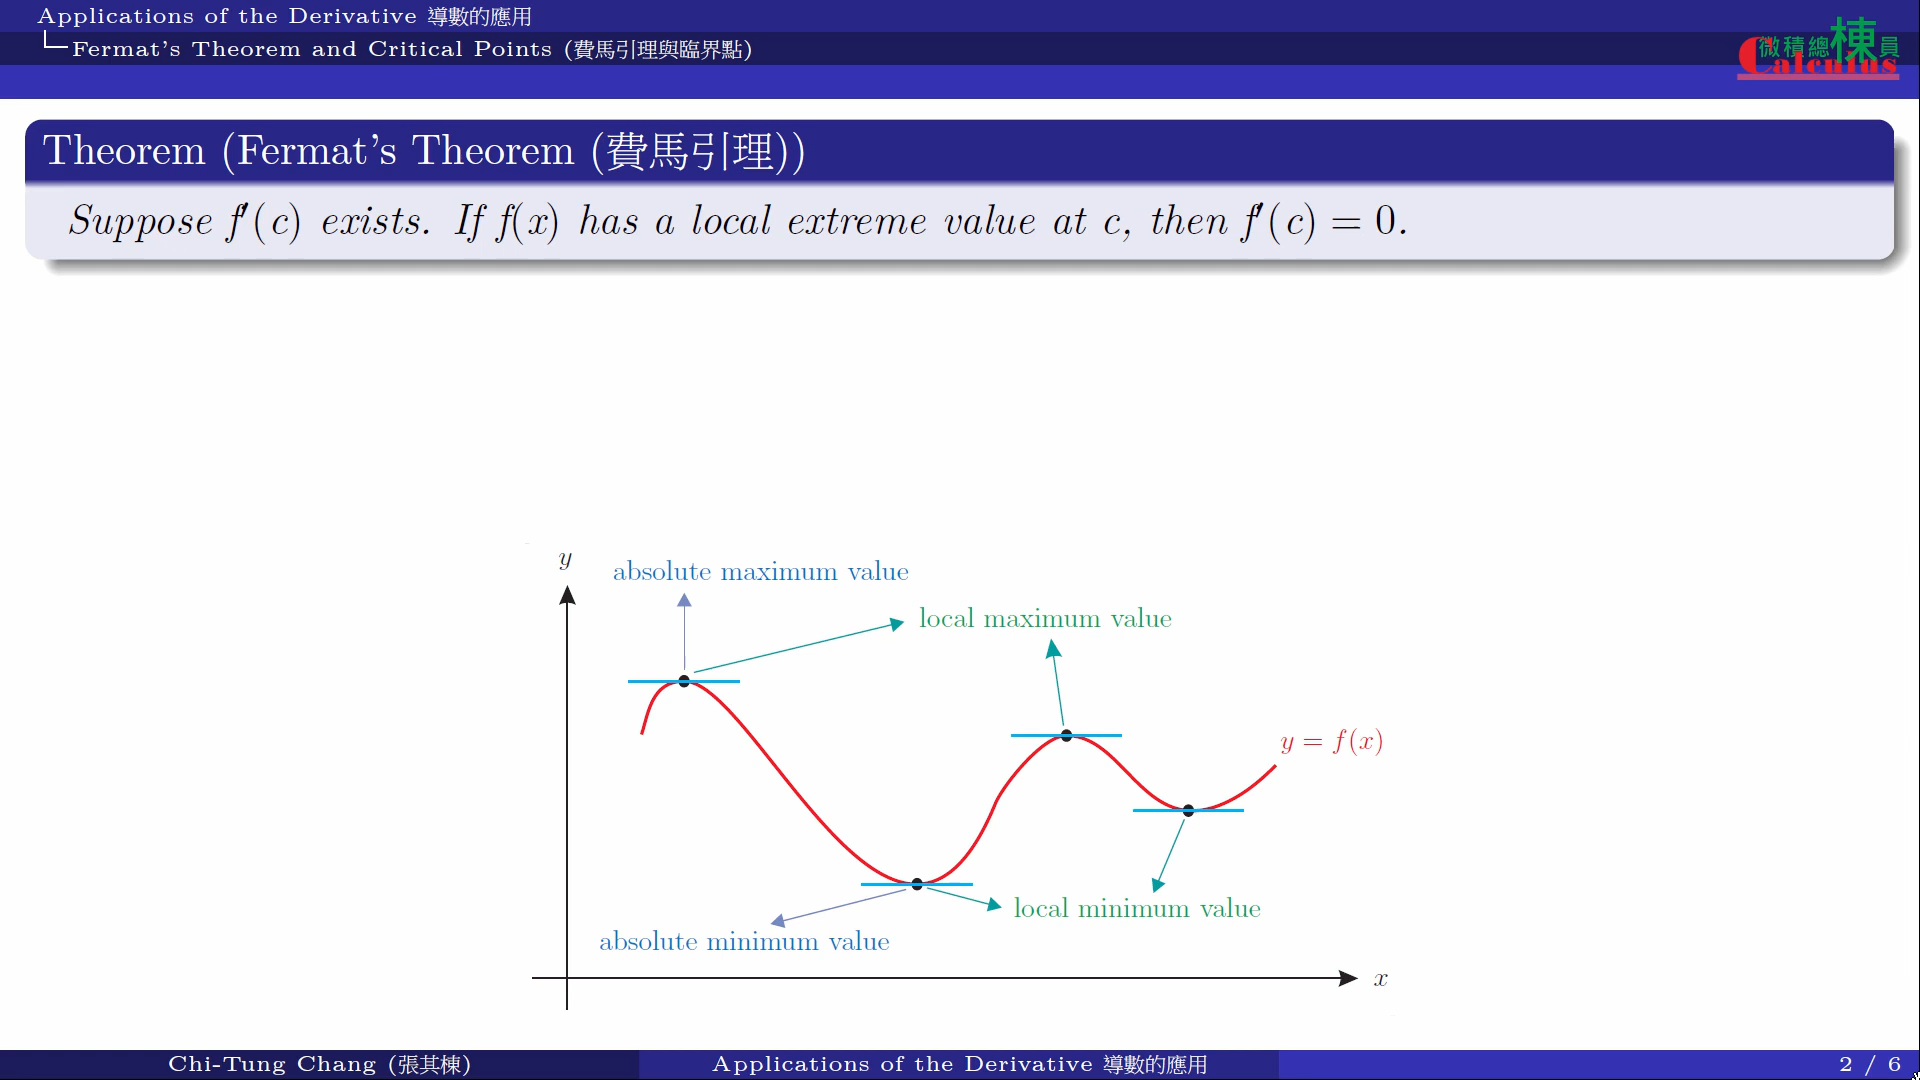 Applications of the Derivative 導數的應用
Fermat's Theorem and Critical Points (費馬引理與臨界點)
微積總棟員
Calculus
Theorem (Fermat's Theorem (費馬引理))
Suppose f′(c) exists. If f(x) has a local extreme value at c, then f′(c) = 0.
y
absolute maximum value
local maximum value
y = f(x)
local minimum value
absolute minimum value
x
Chi-Tung Chang (張其棟)
Applications of the Derivative 導數的應用
2 / 6